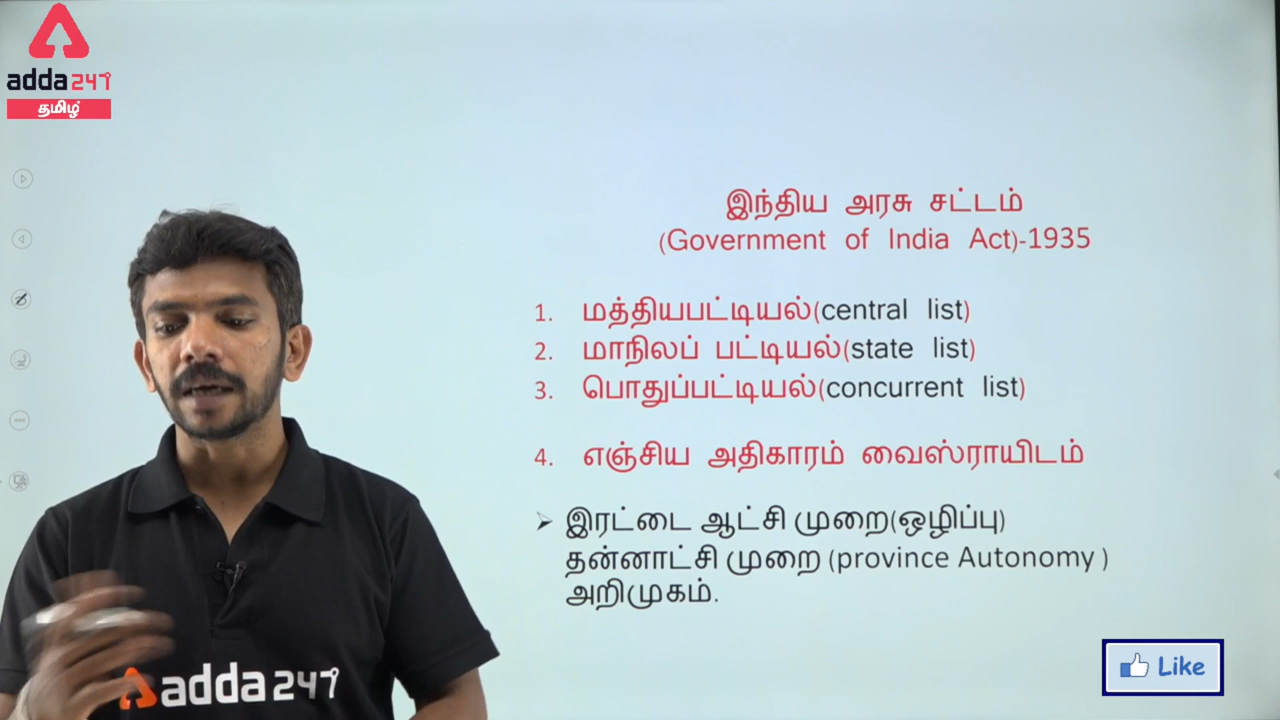 adda247
தமிழ்
இந்திய அரசு சட்டம்
(Government of India Act)-1935
1. மத்தியபட்டியல்(central list)
2. மாநிலப் பட்டியல்(state list)
3. பொதுப்பட்டியல்(concurrent list)
4. எஞ்சிய அதிகாரம் வைஸ்ராயிடம்
➢ இரட்டை ஆட்சி முறை(ஒழிப்பு)
தன்னாட்சி முறை (province Autonomy )
அறிமுகம்.
adda247
Like